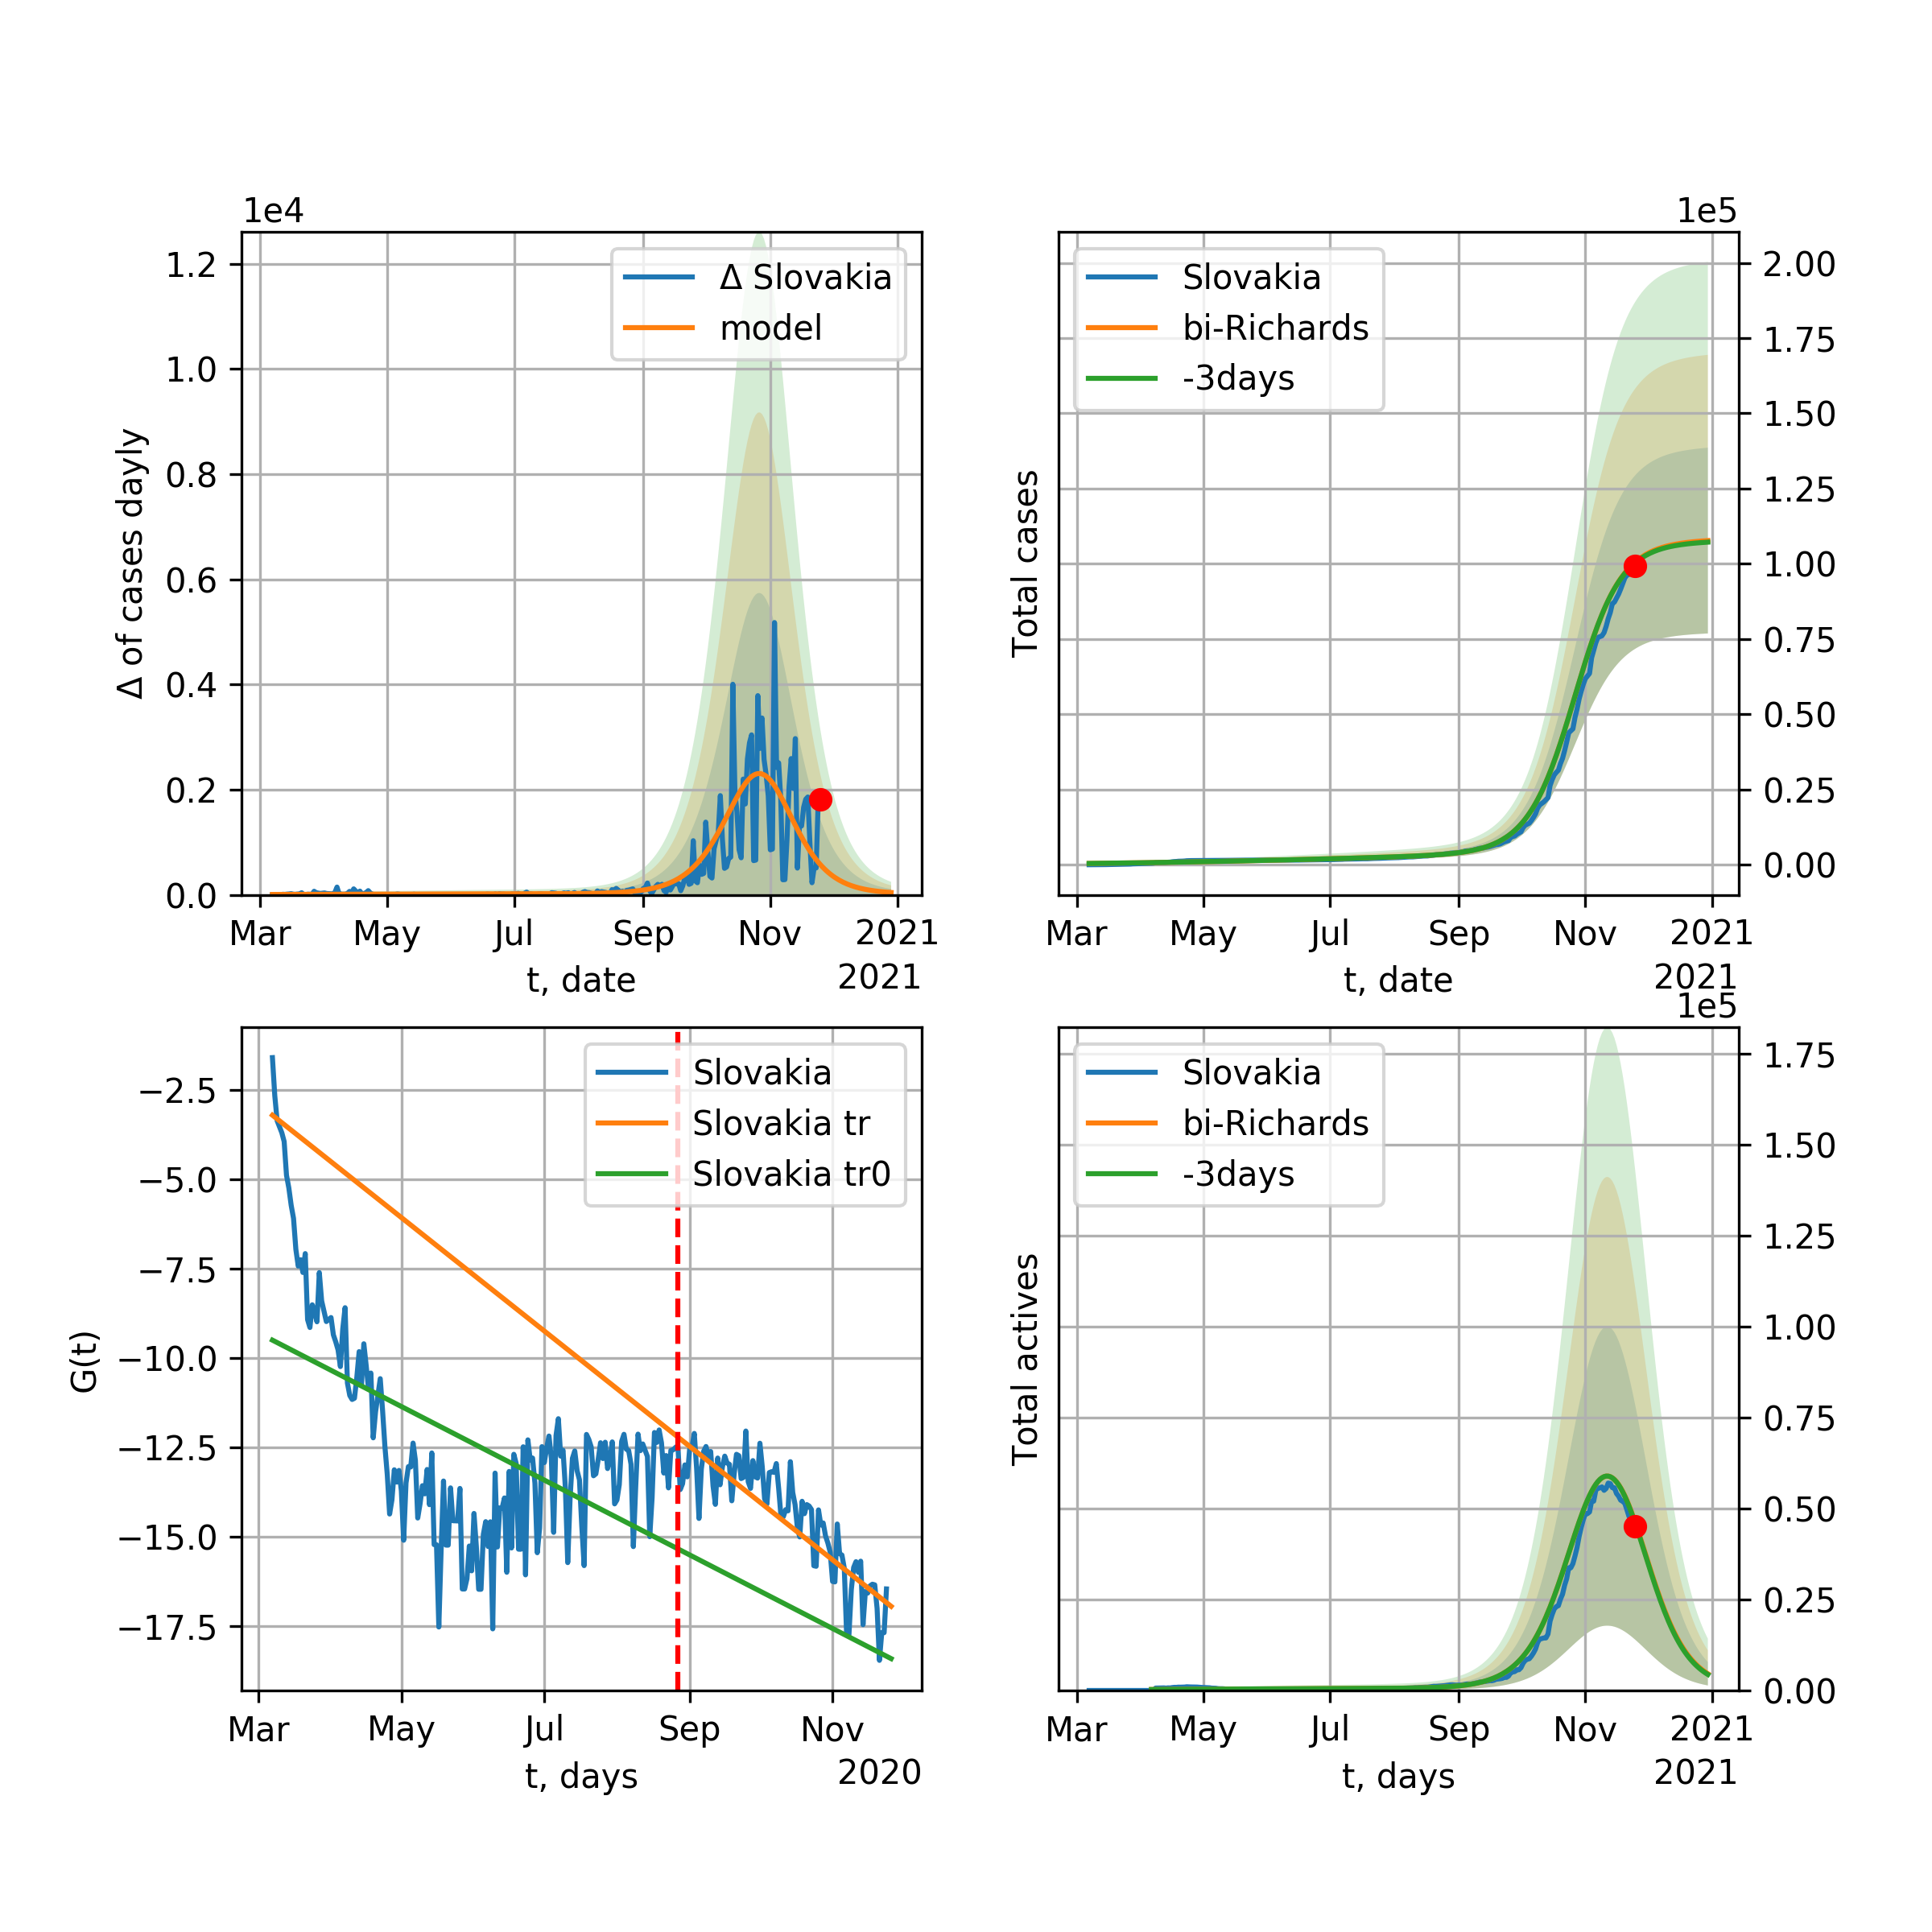 1e4
Δ of cases dayly
1.2
1.0
0.8
0.6
0.4
0.2
0.0
Δ Slovakia
model
Mar May Jul Sep Nov 2021
t, date
2021
1e5
Total cases
Slovakia
bi-Richards
-3days
2.00
1.75
1.50
1.25
1.00
0.75
0.50
0.25
0.00
Mar May Jul Sep Nov 2021
t, date
2021
G(t)
−2.5
−5.0
−7.5
−10.0
−12.5
−15.0
−17.5
Slovakia
Slovakia tr
Slovakia tr0
Mar May Jul Sep Nov
t, days
2020
1e5
Total actives
Slovakia
bi-Richards
-3days
1.75
1.50
1.25
1.00
0.75
0.50
0.25
0.00
Mar May Jul Sep Nov 2021
t, days
2021